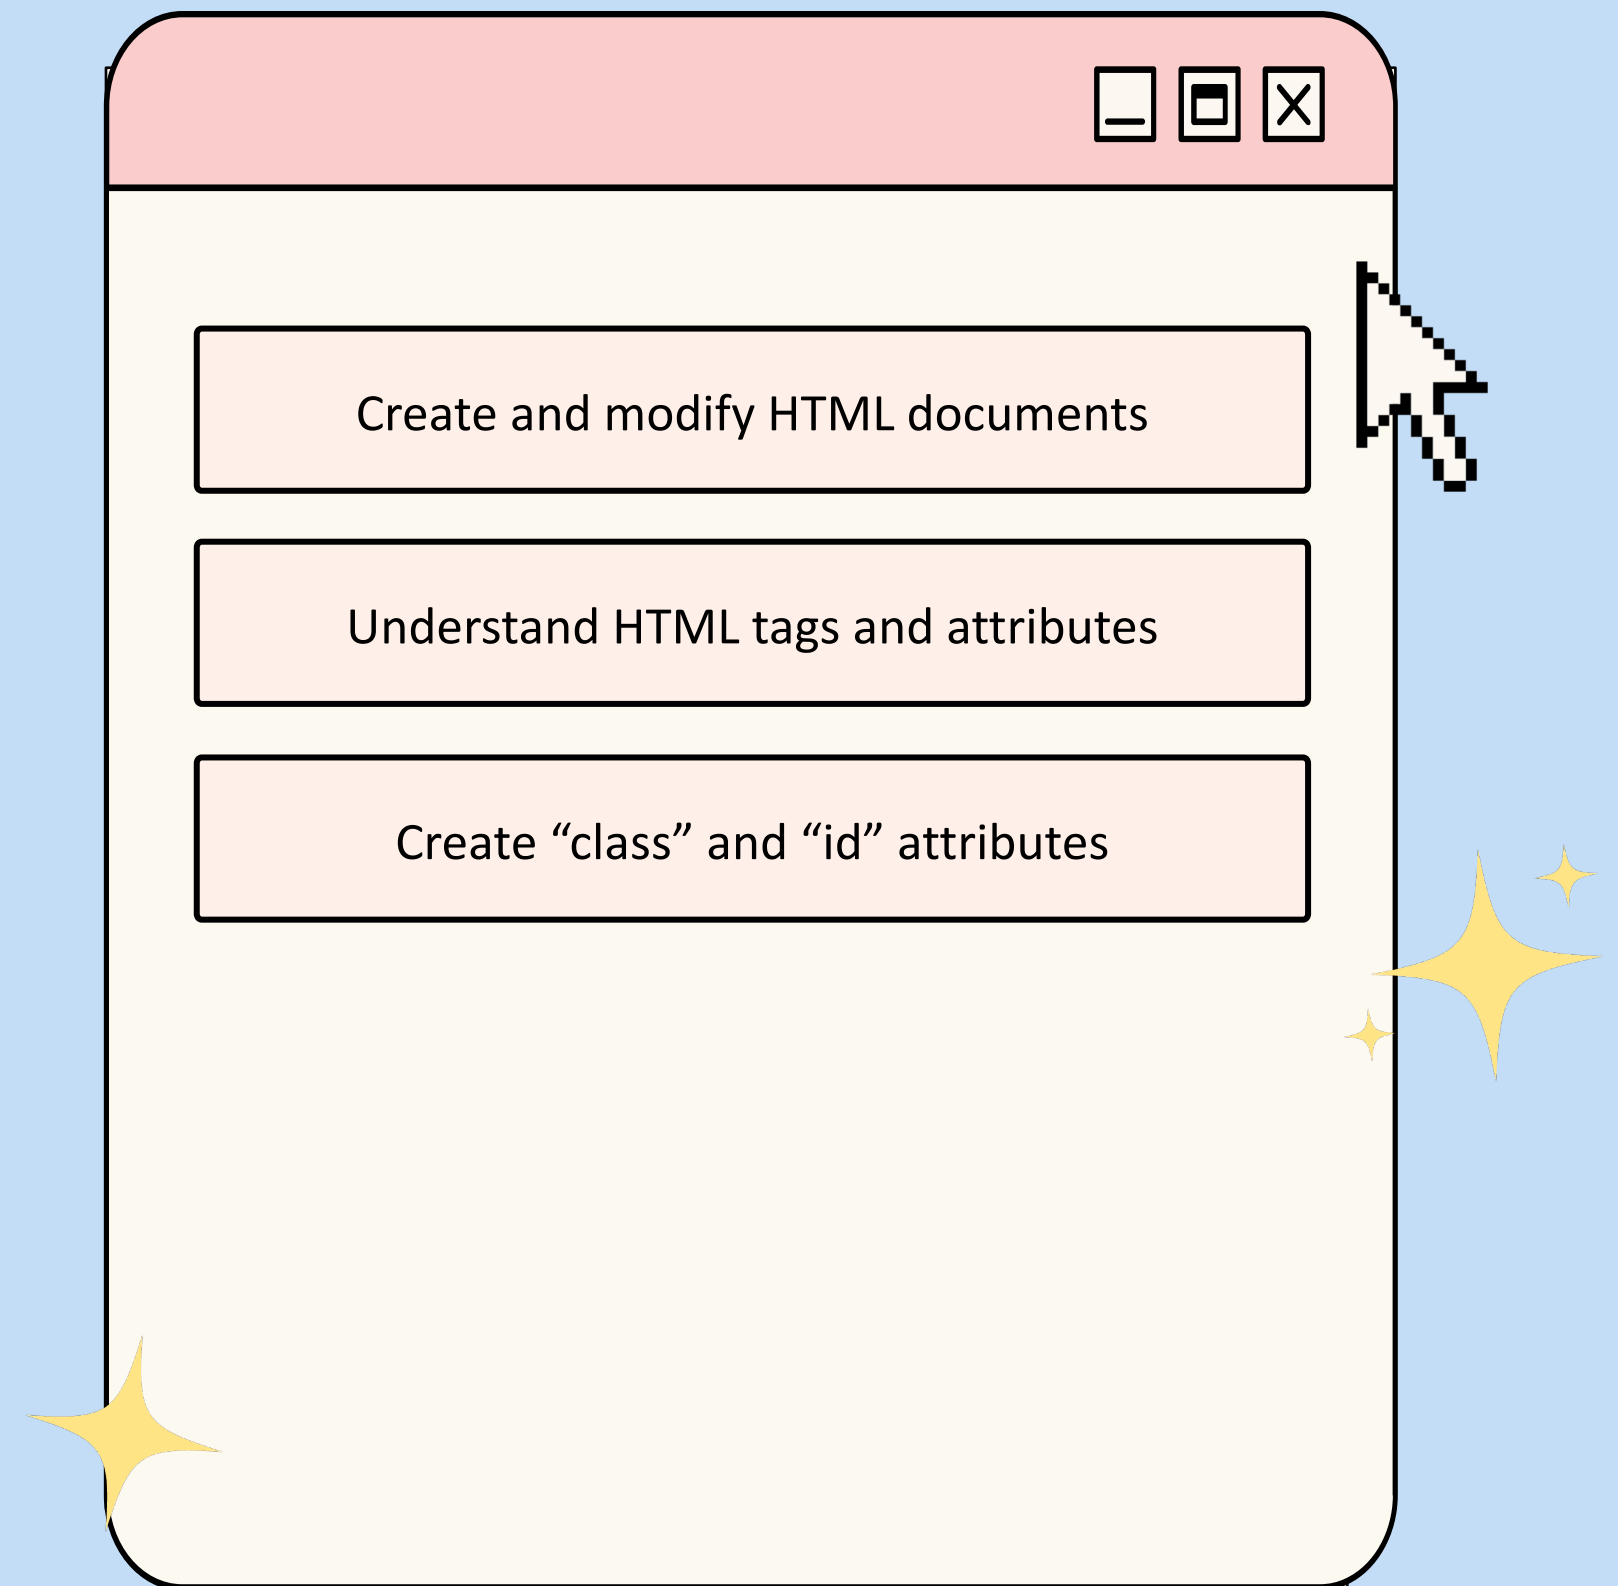 Create and modify HTML documents
Understand HTML tags and attributes
Create “class” and “id” attributes